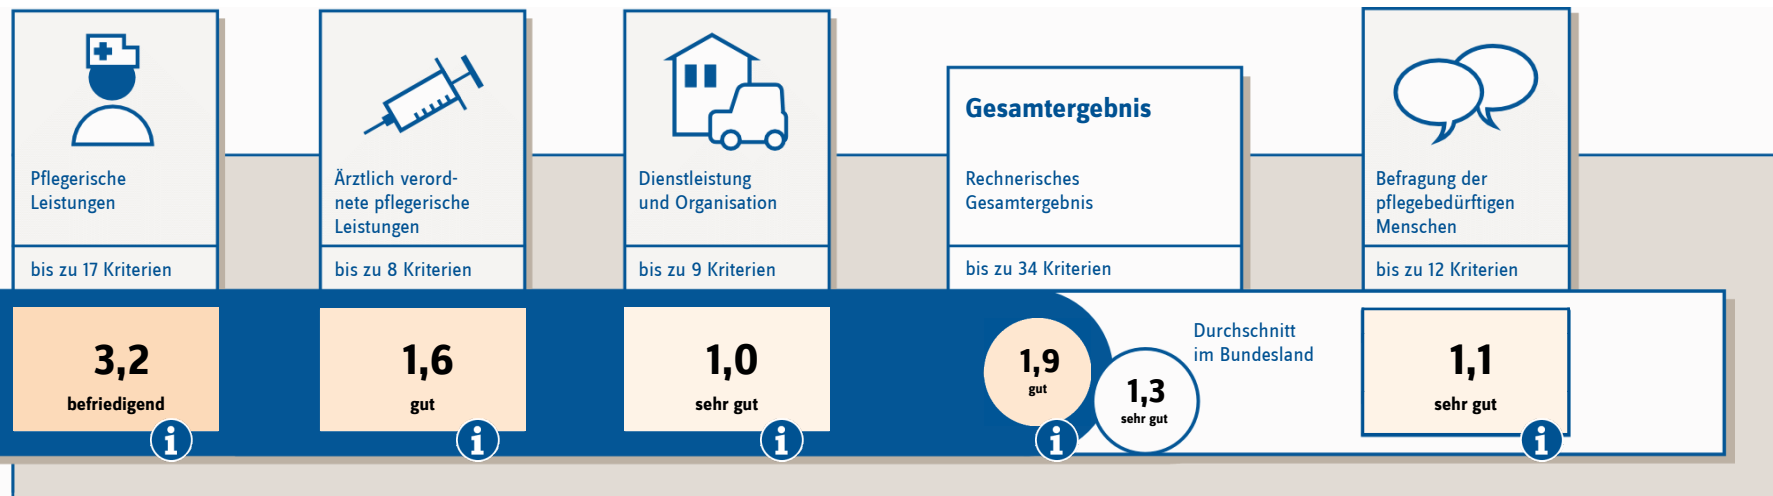 Pflegerische
Leistungen
bis zu 17 Kriterien
3,2
befriedigend
i
Ärztlich verord-
nete pflegerische
Leistungen
bis zu 8 Kriterien
1,6
gut
i
Dienstleistung
und Organisation
bis zu 9 Kriterien
1,0
sehr gut
i
Gesamtergebnis
Rechnerisches
Gesamtergebnis
bis zu 34 Kriterien
1,9
gut
i
Durchschnitt
im Bundesland
1,3
sehr gut
Befragung der
pflegebedürftigen
Menschen
bis zu 12 Kriterien
1,1
sehr gut
i